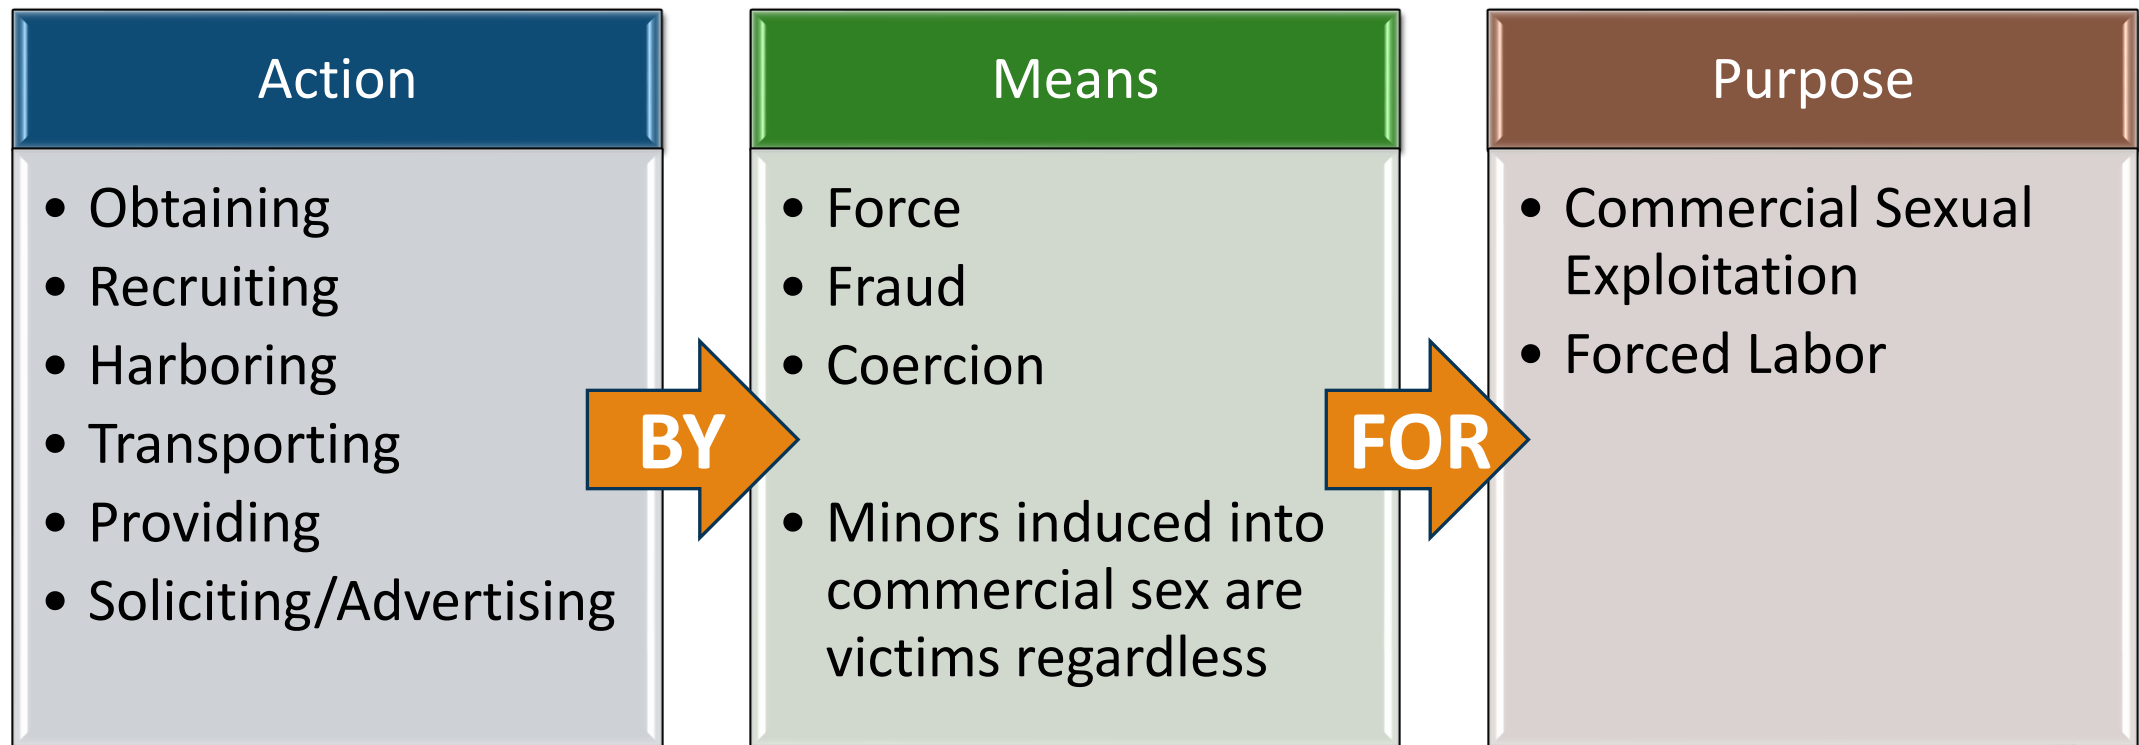 Action
• Obtaining
• Recruiting
• Harboring
• Transporting
• Providing
• Soliciting/Advertising
BY
Means
• Force
• Fraud
• Coercion
• Minors induced into
commercial sex are
victims regardless
FOR
Purpose
• Commercial Sexual
Exploitation
• Forced Labor